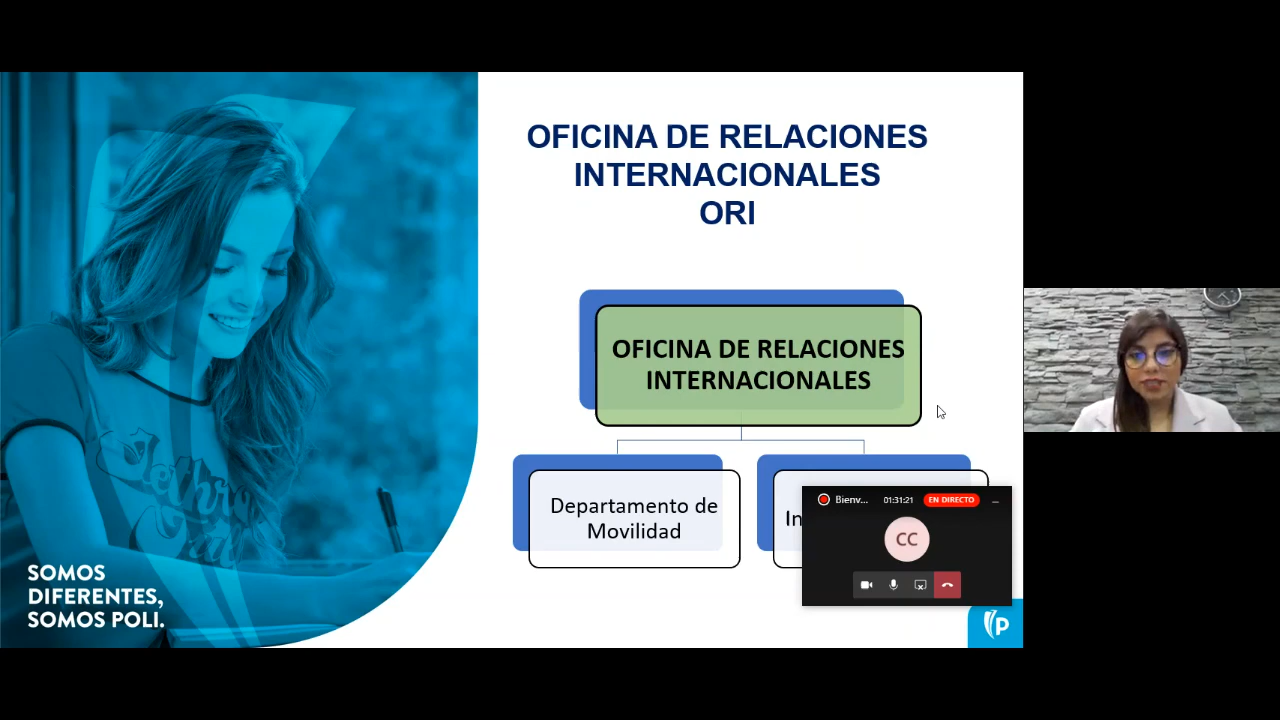 OFICINA DE RELACIONES
INTERNACIONALES
ORI
OFICINA DE RELACIONES
INTERNACIONALES
Departamento de
Movilidad
Bienv...
01:31:21
EN DIRECTO
CC
SOMOS
DIFERENTES,
SOMOS POLI.
P